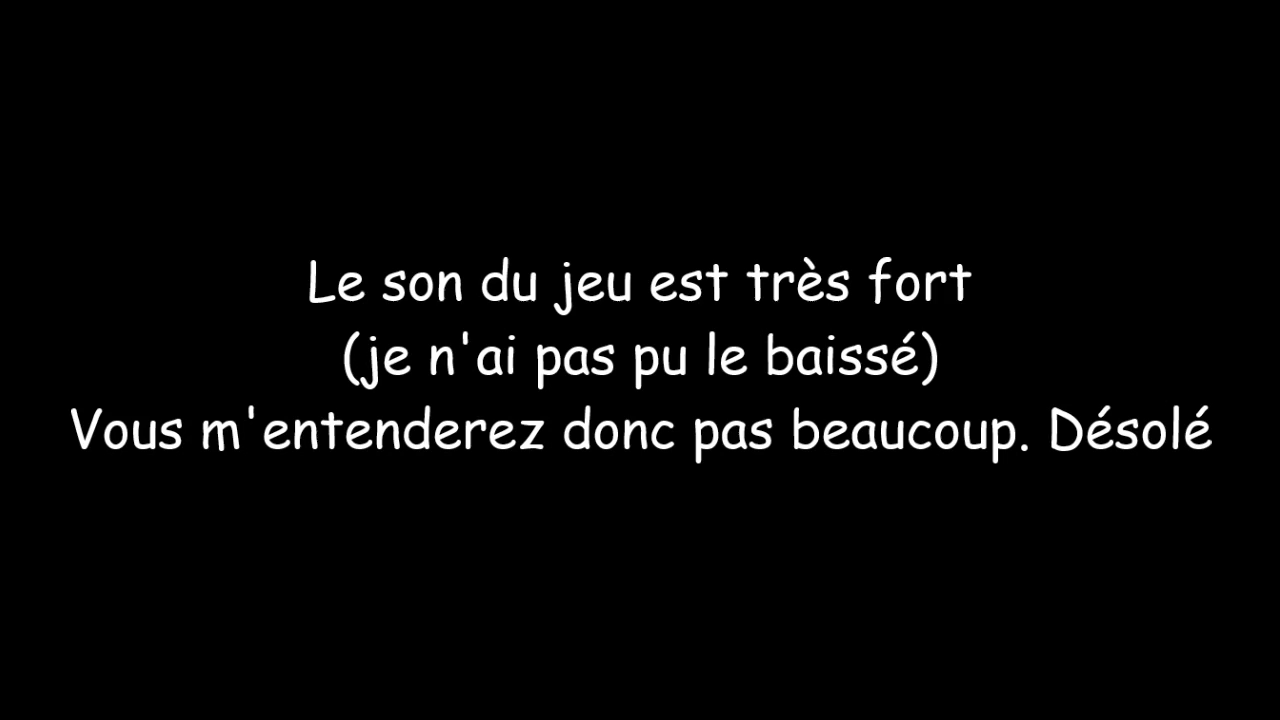 Le son du jeu est très fort
(je n'ai pas pu le baissé)
Vous m'entenderez donc pas beaucoup. Désolé